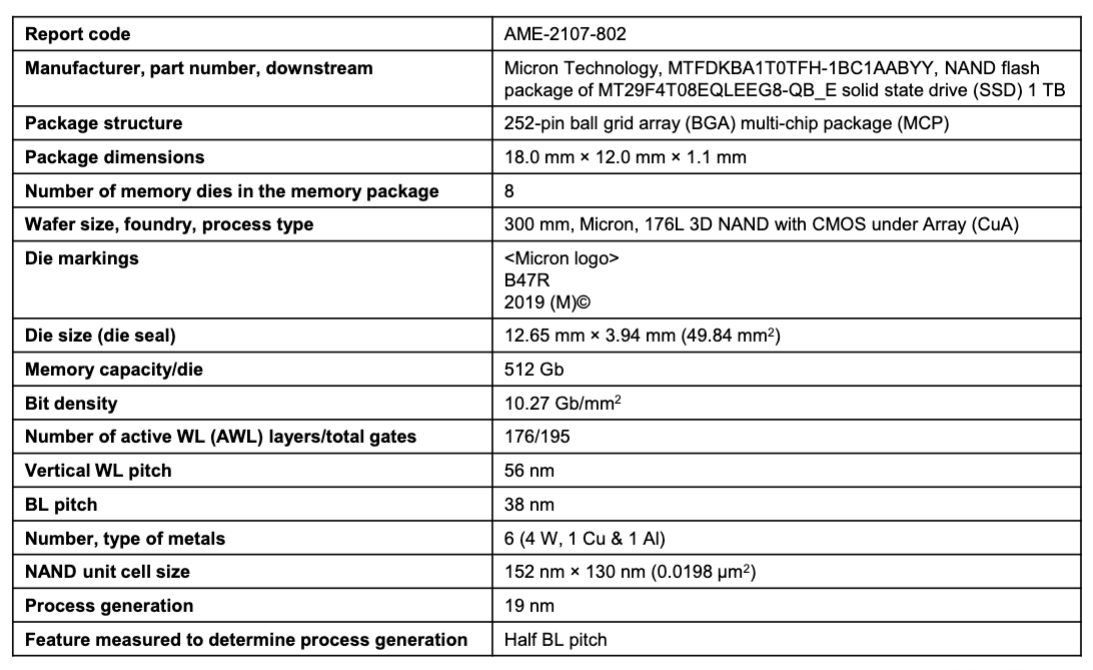 Report code AME-2107-802
Manufacturer, part number, downstream Micron Technology, MTFDKBA1T0TFH-1BC1AABYY, NAND flash
package of MT29F4T08EQLEEG8-QB_E solid state drive (SSD) 1 TB
Package structure 252-pin ball grid array (BGA) multi-chip package (MCP)
Package dimensions 18.0 mm × 12.0 mm × 1.1 mm
Number of memory dies in the memory package 8
Wafer size, foundry, process type 300 mm, Micron, 176L 3D NAND with CMOS under Array (CuA)
Die markings <Micron logo>
B47R
2019 (M)©
Die size (die seal) 12.65 mm × 3.94 mm (49.84 mm²)
Memory capacity/die 512 Gb
Bit density 10.27 Gb/mm²
Number of active WL (AWL) layers/total gates 176/195
Vertical WL pitch 56 nm
BL pitch 38 nm
Number, type of metals 6 (4 W, 1 Cu & 1 Al)
NAND unit cell size 152 nm × 130 nm (0.0198 µm²)
Process generation 19 nm
Feature measured to determine process generation Half BL pitch